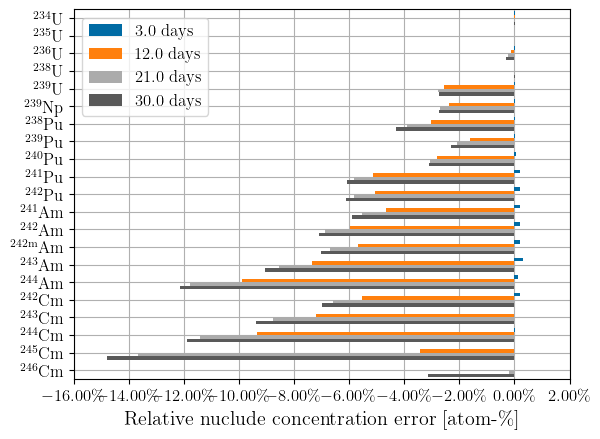 3.0 days
12.0 days
21.0 days
30.0 days
²³⁴U
²³⁵U
²³⁶U
²³⁸U
²³⁹U
²³⁹Np
²³⁸Pu
²³⁹Pu
²⁴⁰Pu
²⁴¹Pu
²⁴²Pu
²⁴¹Am
²⁴²Am
²⁴²ᵐAm
²⁴³Am
²⁴⁴Am
²⁴²Cm
²⁴³Cm
²⁴⁴Cm
²⁴⁵Cm
²⁴⁶Cm
−16.00% −14.00% −12.00% −10.00% −8.00% −6.00% −4.00% −2.00% 0.00% 2.00%
Relative nuclude concentration error [atom-%]